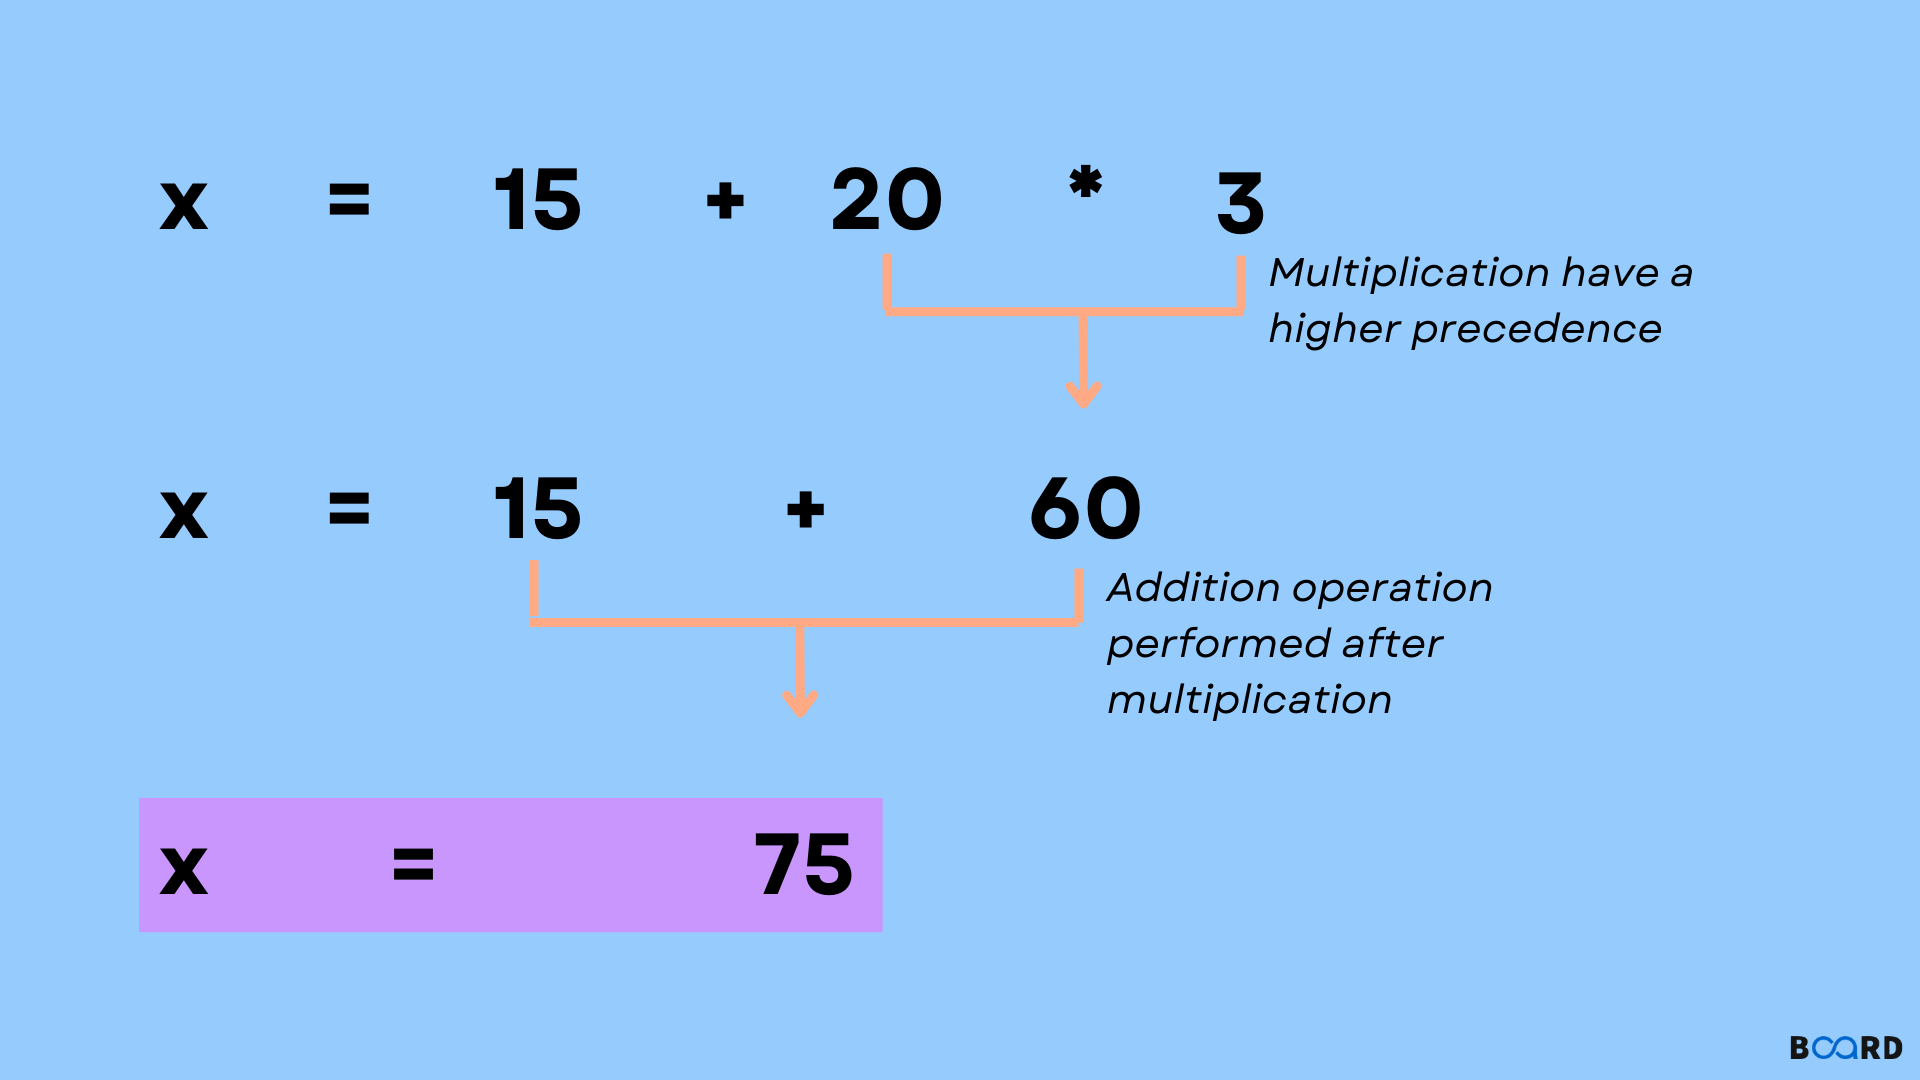 x = 15 + 20 * 3
Multiplication have a
higher precedence
x = 15 + 60
Addition operation
performed after
multiplication
x = 75
BOARD